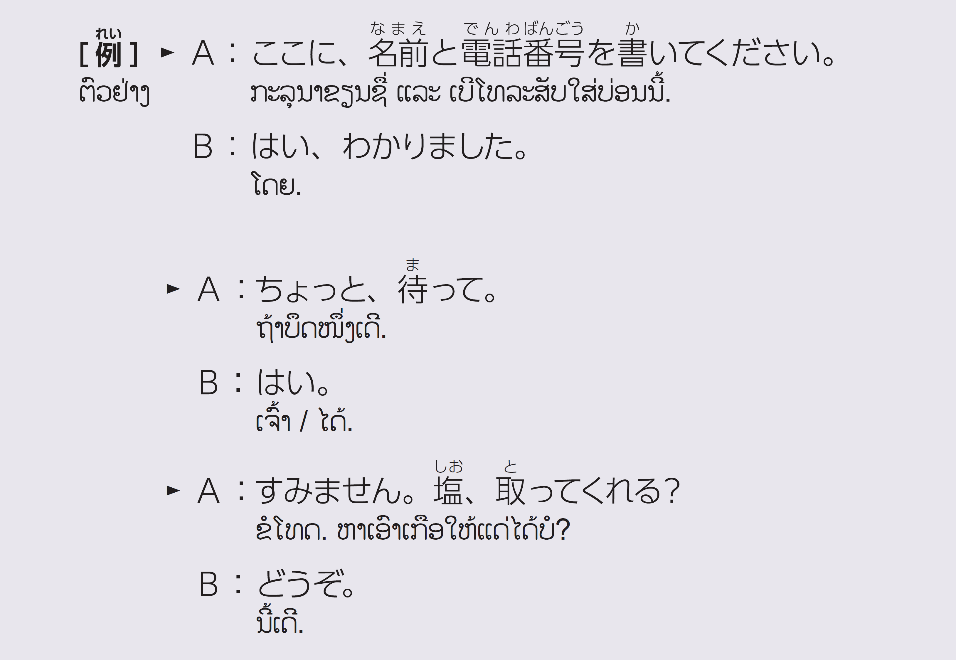 れい　なまえ　でんわばんごう　か
[例] ► A：ここに、名前と電話番号を書いてください。
ຕົວຢ່າງ ກະລຸນາຂຽນຊື່ ແລະ ເບີໂທລະສັບໃສ່ບ່ອນນີ້.
B：はい、わかりました。
ໂດຍ.
ま
► A：ちょっと、待って。
ຖ້າບຶດໜຶ່ງເດີ.
B：はい。
ເຈົ້າ / ໄດ້.
しお　と
► A：すみません。塩、取ってくれる？
ຂໍໂທດ. ຫາເອົາເກືອໃຫ້ແດ່ໄດ້ບໍ?
B：どうぞ。
ນີ້ເດີ.